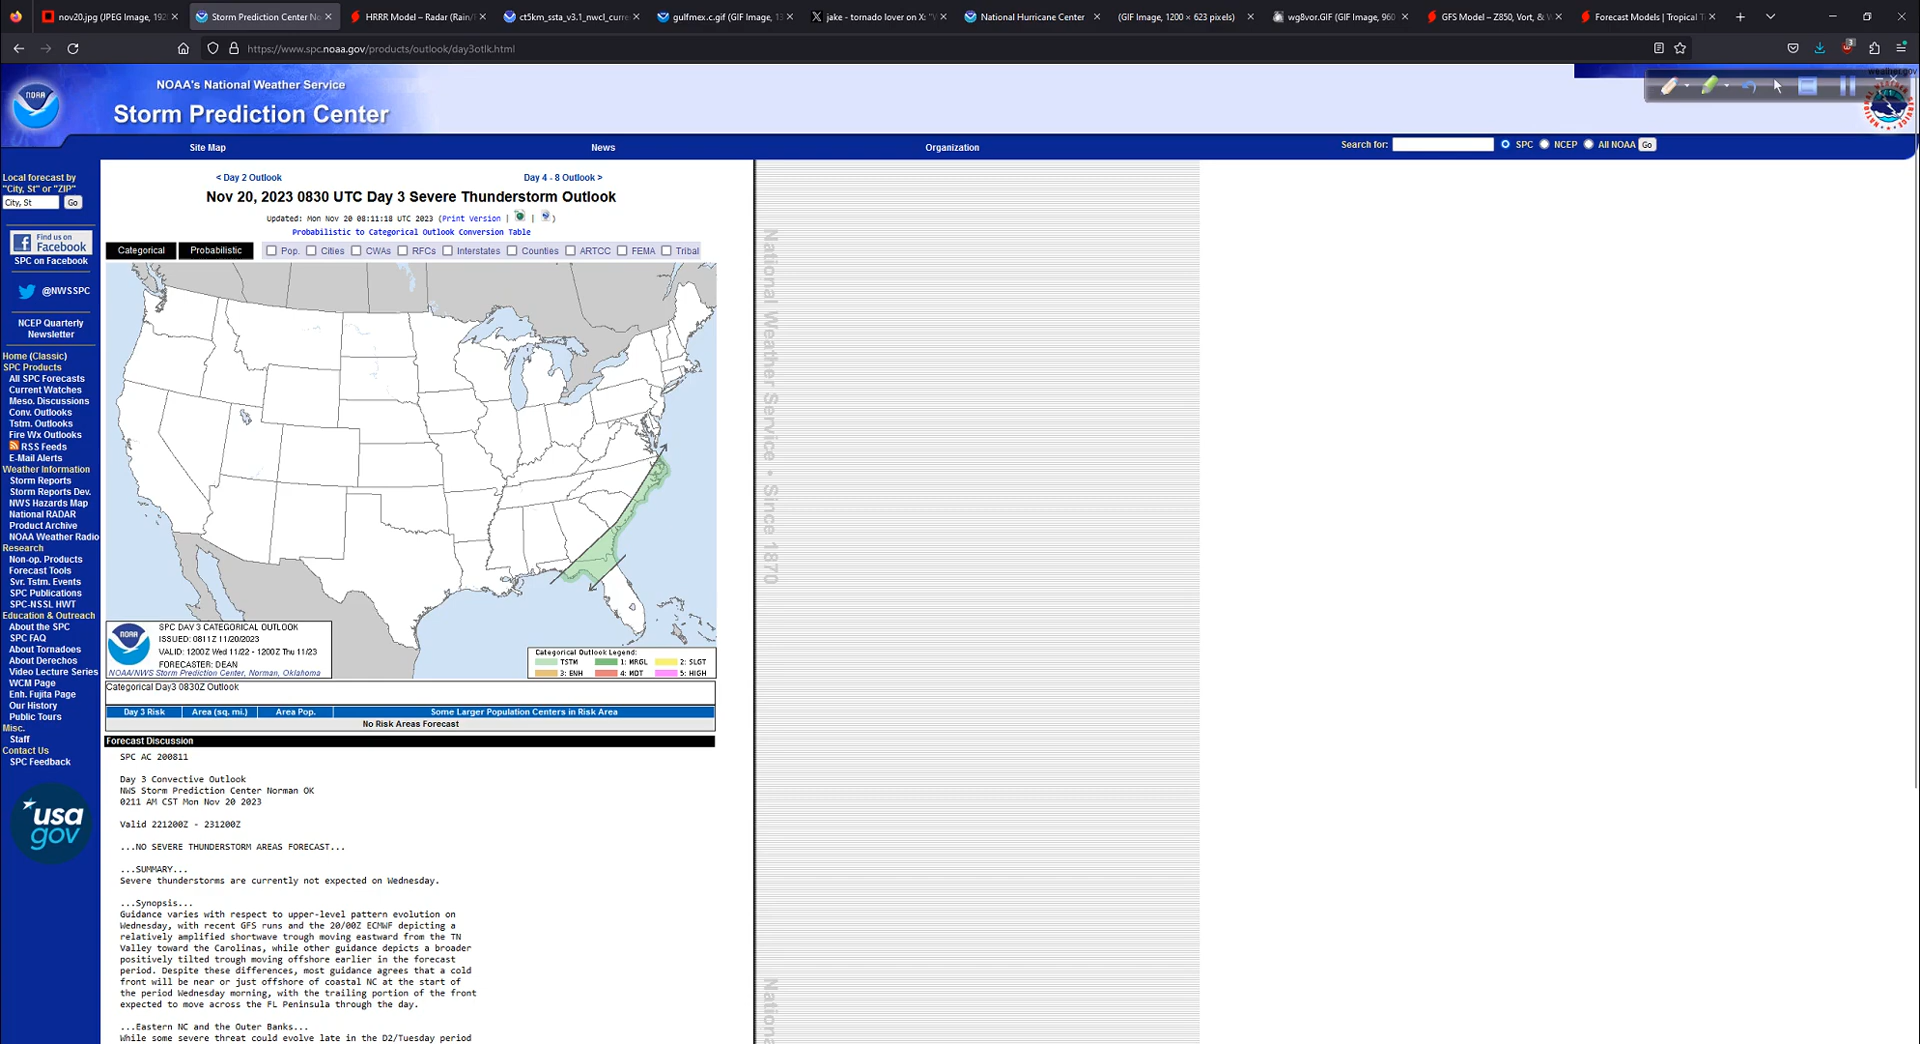 nov20.jpg (JPEG Image, 192
Storm Prediction Center No
HRRR Model – Radar (Rain/F
ct5km_ssta_v3.1_nwcl_curre
gulfmex.c.gif (GIF Image, 13
jake - tornado lover on X: "V
National Hurricane Center
(GIF Image, 1200 × 623 pixels)
wg8vor.GIF (GIF Image, 960
GFS Model – Z850, Vort, & W
Forecast Models | Tropical T
https://www.spc.noaa.gov/products/outlook/day3otlk.html
3
weather.gov
NOAA
NOAA's National Weather Service
Storm Prediction Center
Site Map
News
Organization
Search for:
SPC
NCEP
All NOAA
Go
Local forecast by
"City, St" or "ZIP"
City, St
Go
Find us on
Facebook
SPC on Facebook
@NWSSPC
NCEP Quarterly
Newsletter
Home (Classic)
SPC Products
All SPC Forecasts
Current Watches
Meso. Discussions
Conv. Outlooks
Tstm. Outlooks
Fire Wx Outlooks
RSS Feeds
E-Mail Alerts
Weather Information
Storm Reports
Storm Reports Dev.
NWS Hazards Map
National RADAR
Product Archive
NOAA Weather Radio
Research
Non-op. Products
Forecast Tools
Svr. Tstm. Events
SPC Publications
SPC-NSSL HWT
Education & Outreach
About the SPC
SPC FAQ
About Tornadoes
About Derechos
Video Lecture Series
WCM Page
Enh. Fujita Page
Our History
Public Tours
Misc.
Staff
Contact Us
SPC Feedback
usa
gov
< Day 2 Outlook
Day 4 - 8 Outlook >
Nov 20, 2023 0830 UTC Day 3 Severe Thunderstorm Outlook
Updated: Mon Nov 20 08:11:18 UTC 2023 (Print Version | | )
Probabilistic to Categorical Outlook Conversion Table
Categorical
Probabilistic
Pop.
Cities
CWAs
RFCs
Interstates
Counties
ARTCC
FEMA
Tribal
NOAA
SPC DAY 3 CATEGORICAL OUTLOOK
ISSUED: 0811Z 11/20/2023
VALID: 1200Z Wed 11/22 - 1200Z Thu 11/23
FORECASTER: DEAN
NOAA/NWS Storm Prediction Center, Norman, Oklahoma
Categorical Outlook Legend:
TSTM
1: MRGL
2: SLGT
3: ENH
4: MDT
5: HIGH
Categorical Day3 0830Z Outlook
Day 3 Risk
Area (sq. mi.)
Area Pop.
Some Larger Population Centers in Risk Area
No Risk Areas Forecast
Forecast Discussion
SPC AC 200811
Day 3 Convective Outlook
NWS Storm Prediction Center Norman OK
0211 AM CST Mon Nov 20 2023
Valid 221200Z - 231200Z
...NO SEVERE THUNDERSTORM AREAS FORECAST...
...SUMMARY...
Severe thunderstorms are currently not expected on Wednesday.
...Synopsis...
Guidance varies with respect to upper-level pattern evolution on
Wednesday, with recent GFS runs and the 20/00Z ECMWF depicting a
relatively amplified shortwave trough moving eastward from the TN
Valley toward the Carolinas, while other guidance depicts a broader
positively tilted trough moving offshore earlier in the forecast
period. Despite these differences, most guidance agrees that a cold
front will be near or just offshore of coastal NC at the start of
the period Wednesday morning, with the trailing portion of the front
expected to move across the FL Peninsula through the day.
...Eastern NC and the Outer Banks...
While some severe threat could evolve late in the D2/Tuesday period
National Weather Service • Since 1870
Nationa